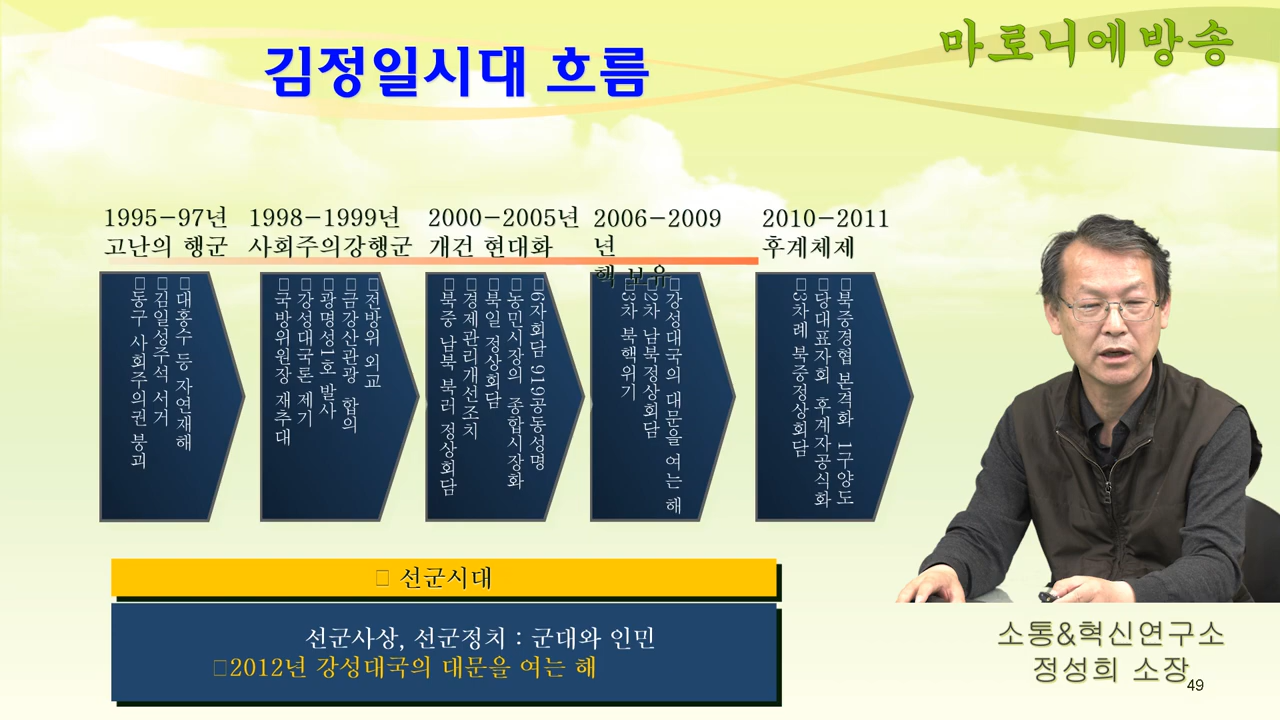 김정일시대 흐름
마로니에방송
1995-97년
고난의 행군
1998-1999년
사회주의강행군
2000-2005년
개건 현대화
2006-2009
년
핵 보유
2010-2011
후계체제
대홍수 등 자연재해
김일성주석 서거
동구 사회주의권 붕괴
전방위 외교
금강산관광 합의
광명성1호 발사
강성대국론 제기
국방위원장 재추대
6자회담 919공동성명
농민시장의 종합시장화
북일 정상회담
경제관리개선조치
북중 남북 북러 정상회담
강성대국의 대문을 여는 해
2차 남북정상회담
3차 북핵위기
북중경협 본격화 1구양도
당대표자회 후계자공식화
3차례 북중정상회담
선군시대
선군사상, 선군정치 : 군대와 인민
2012년 강성대국의 대문을 여는 해
소통&혁신연구소
정성희 소장
49